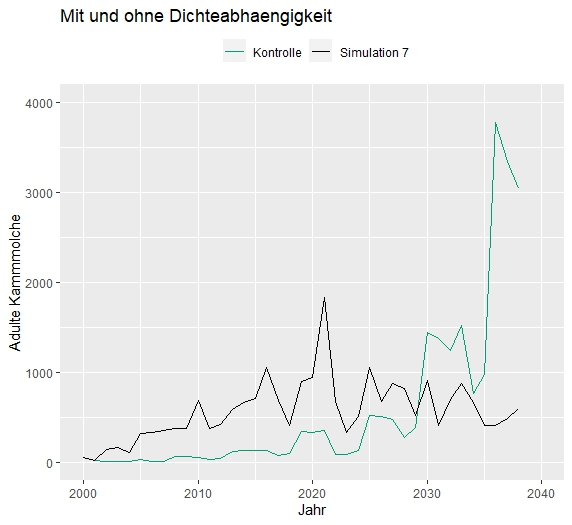 Mit und ohne Dichteabhaengigkeit
Kontrolle Simulation 7
4000
3000
2000
1000
0
Adulte Kammmolche
2000 2010 2020 2030 2040
Jahr